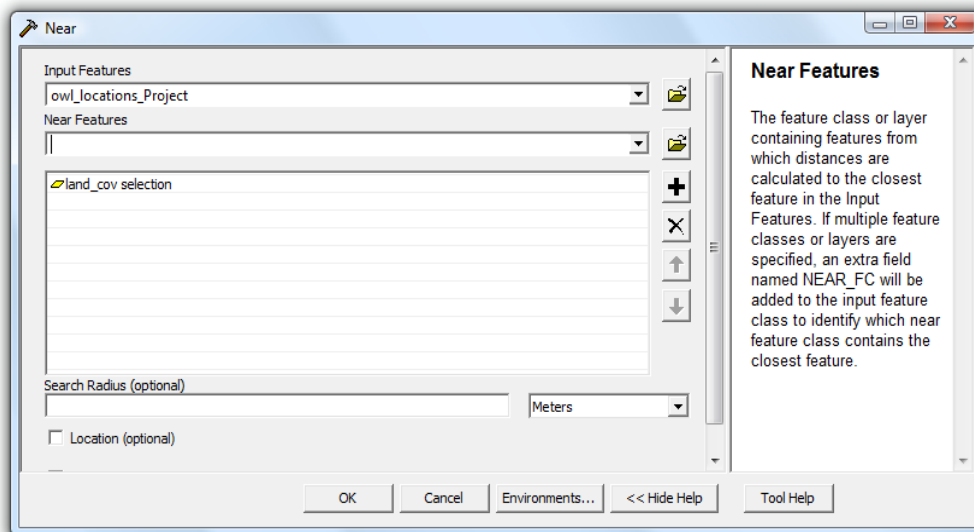 Near
Input Features
owl_locations_Project
Near Features
land_cov selection
Search Radius (optional)
Meters
Location (optional)
OK
Cancel
Environments...
<< Hide Help
Tool Help
Near Features
The feature class or layer
containing features from
which distances are
calculated to the closest
feature in the Input
Features. If multiple feature
classes or layers are
specified, an extra field
named NEAR_FC will be
added to the input feature
class to identify which near
feature class contains the
closest feature.